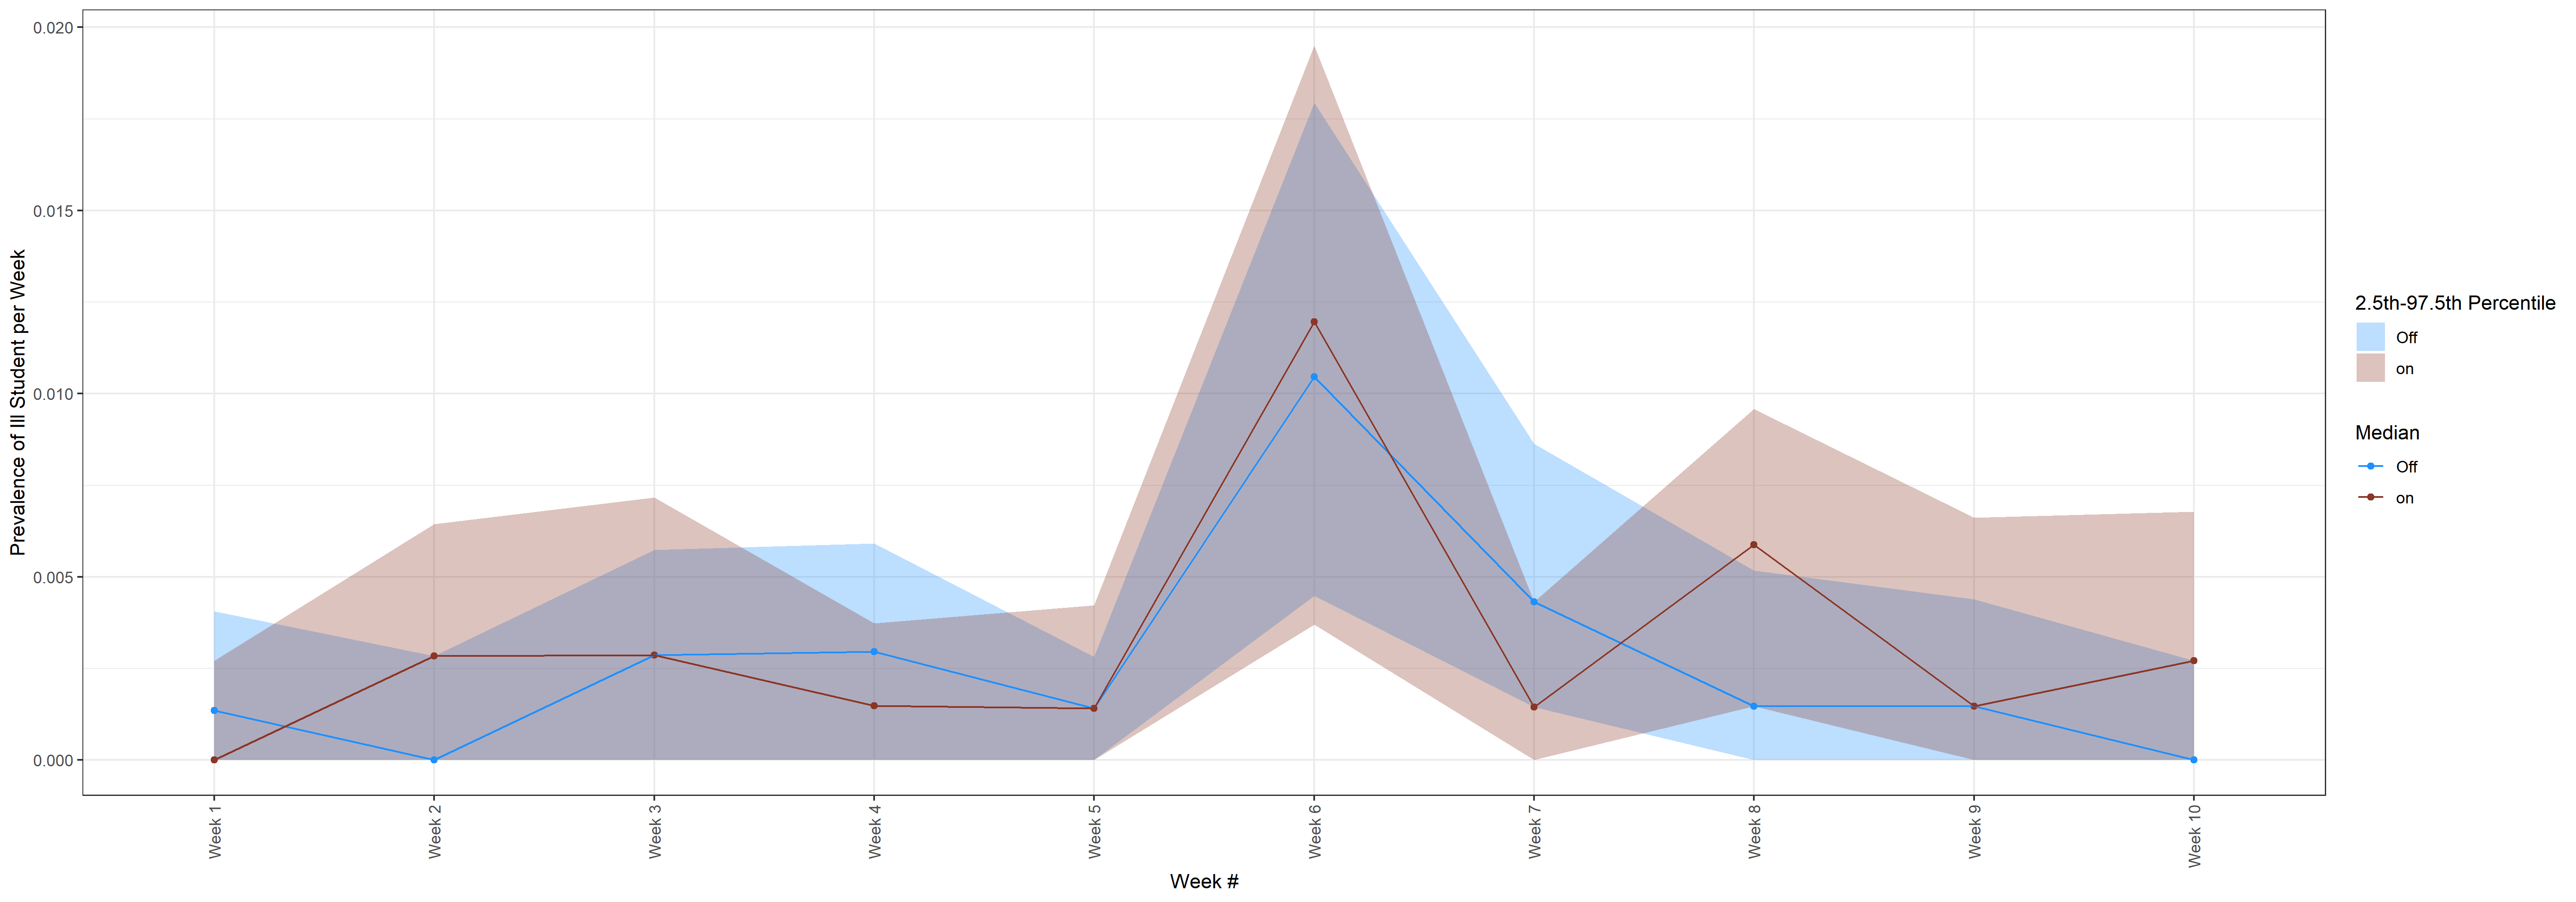 0.020
0.015
0.010
0.005
0.000
Prevalence of Ill Student per Week
Week 1
Week 2
Week 3
Week 4
Week 5
Week 6
Week 7
Week 8
Week 9
Week 10
Week #
2.5th-97.5th Percentile
Off
on
Median
Off
on